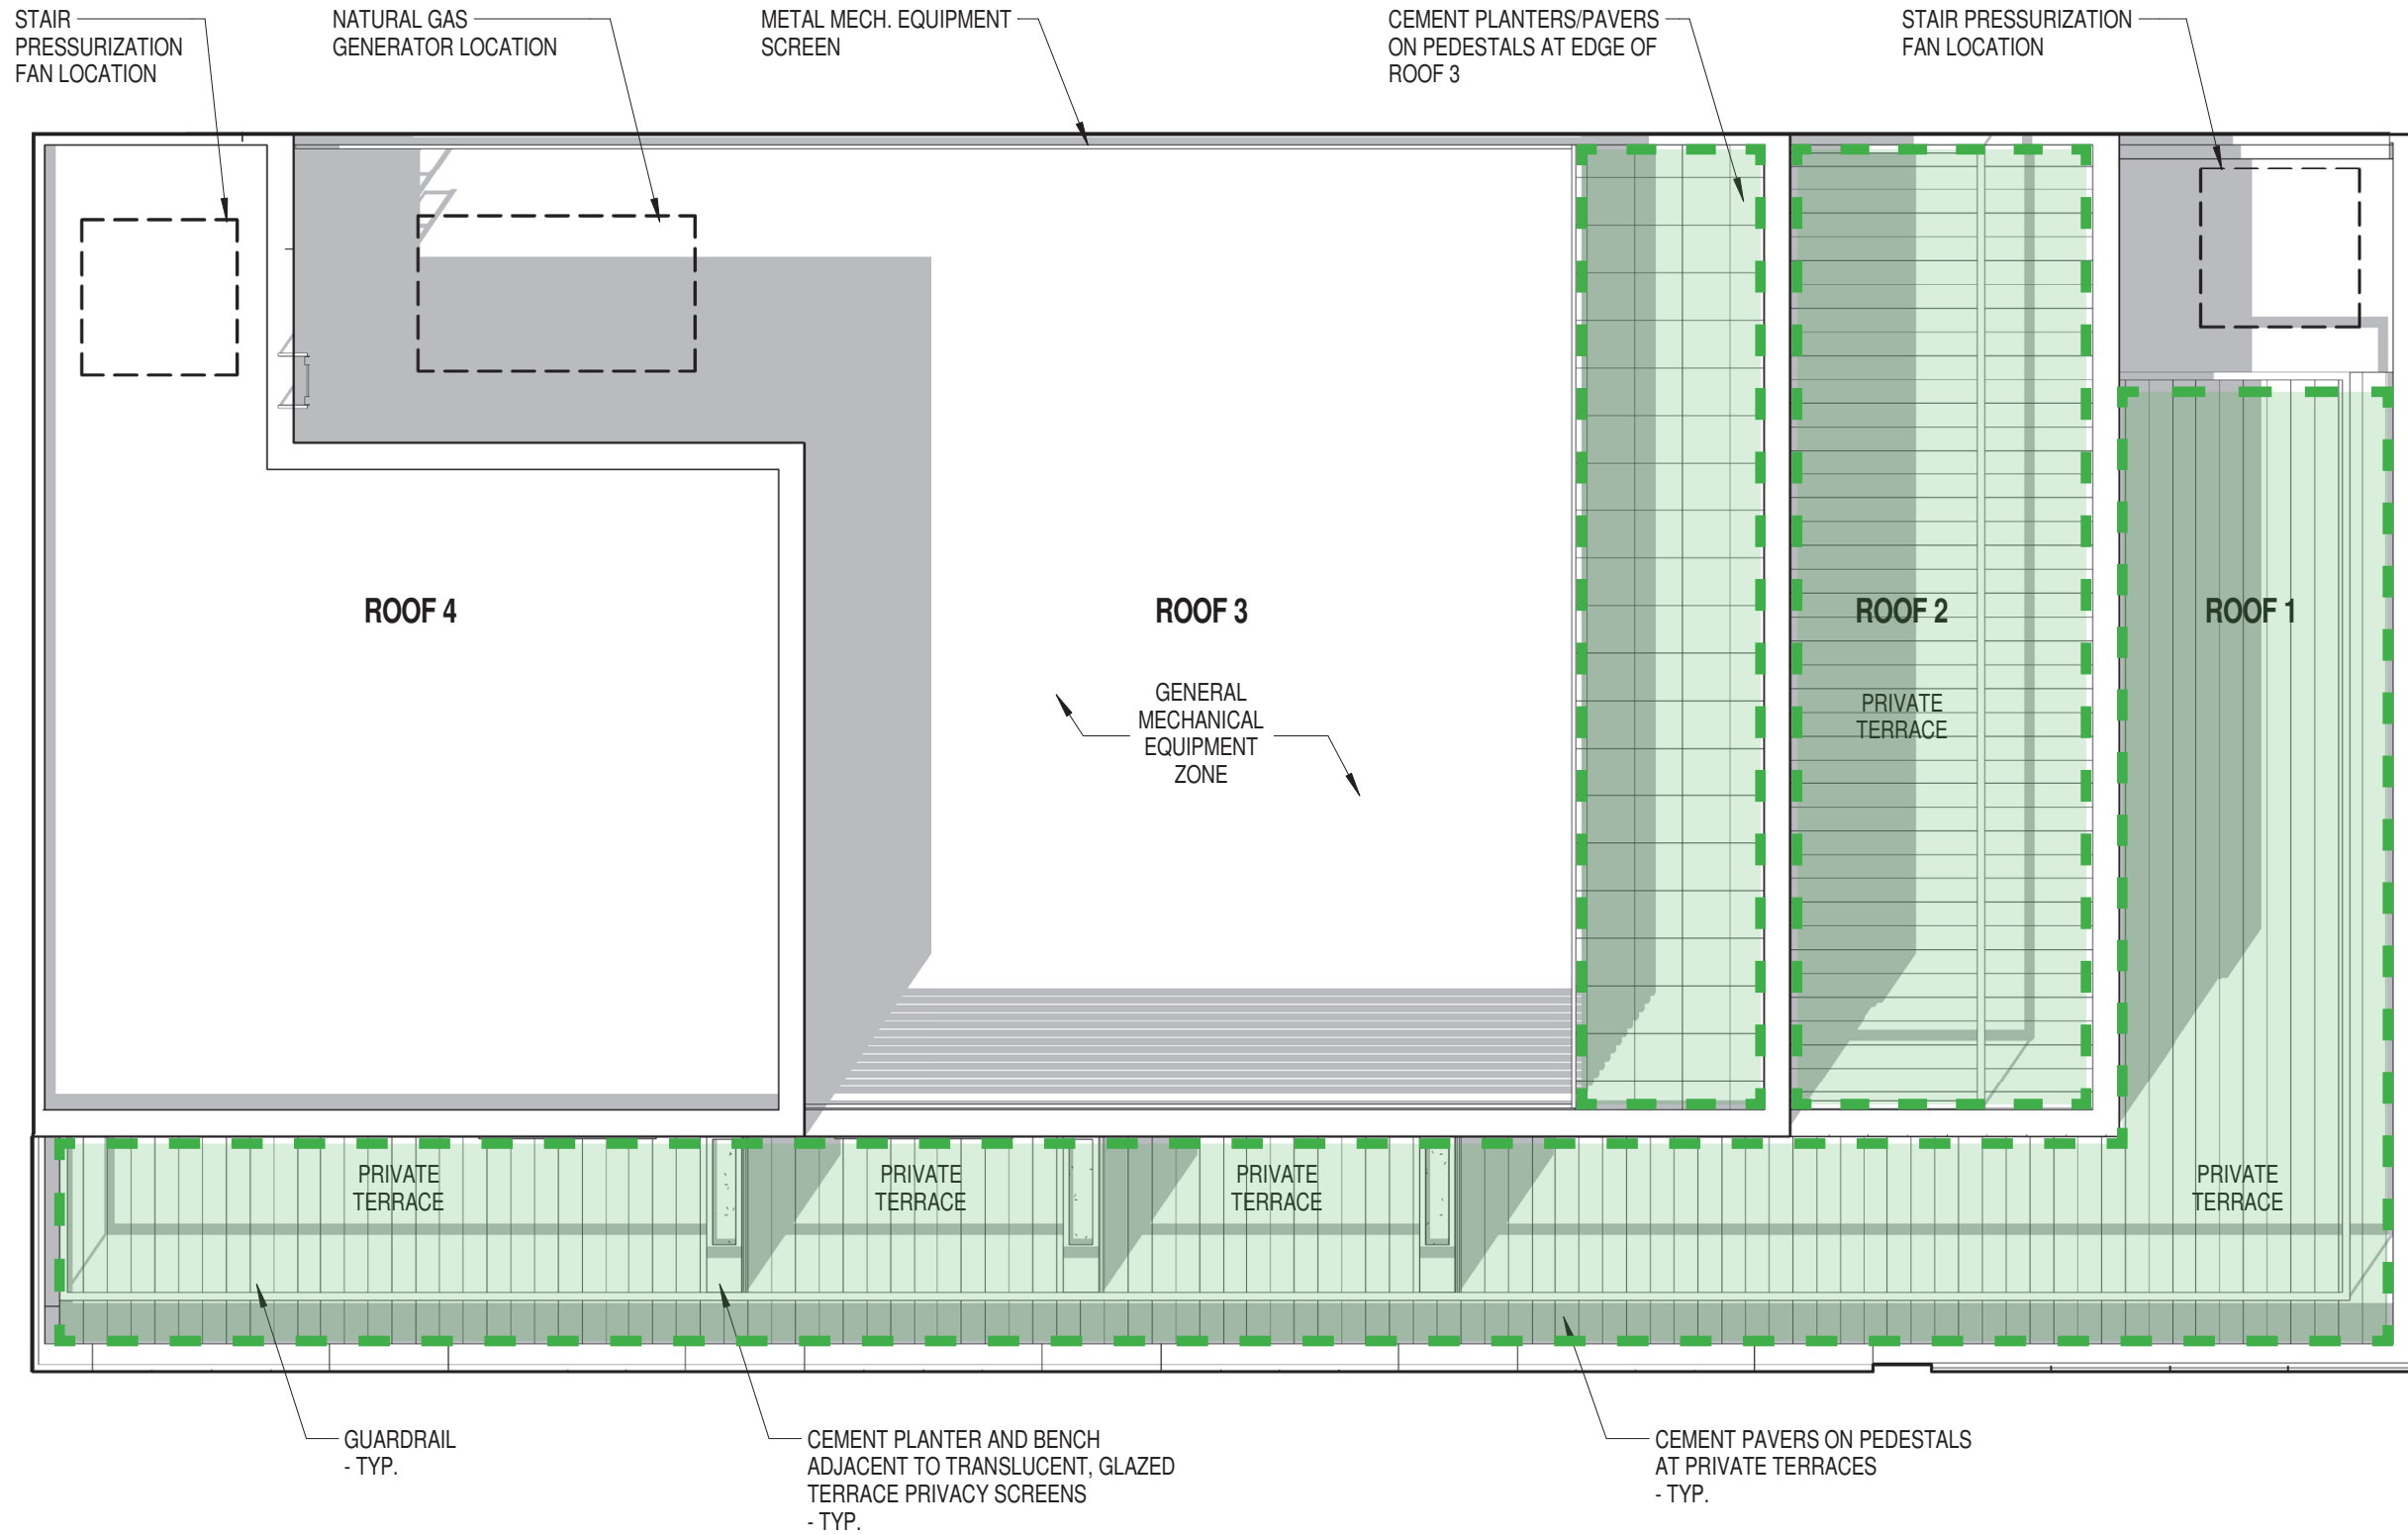 STAIR
PRESSURIZATION
FAN LOCATION
NATURAL GAS
GENERATOR LOCATION
METAL MECH. EQUIPMENT
SCREEN
CEMENT PLANTERS/PAVERS
ON PEDESTALS AT EDGE OF
ROOF 3
STAIR PRESSURIZATION
FAN LOCATION
ROOF 4
ROOF 3
ROOF 2
ROOF 1
GENERAL
MECHANICAL
EQUIPMENT
ZONE
PRIVATE
TERRACE
PRIVATE
TERRACE
PRIVATE
TERRACE
PRIVATE
TERRACE
PRIVATE
TERRACE
GUARDRAIL
- TYP.
CEMENT PLANTER AND BENCH
ADJACENT TO TRANSLUCENT, GLAZED
TERRACE PRIVACY SCREENS
- TYP.
CEMENT PAVERS ON PEDESTALS
AT PRIVATE TERRACES
- TYP.